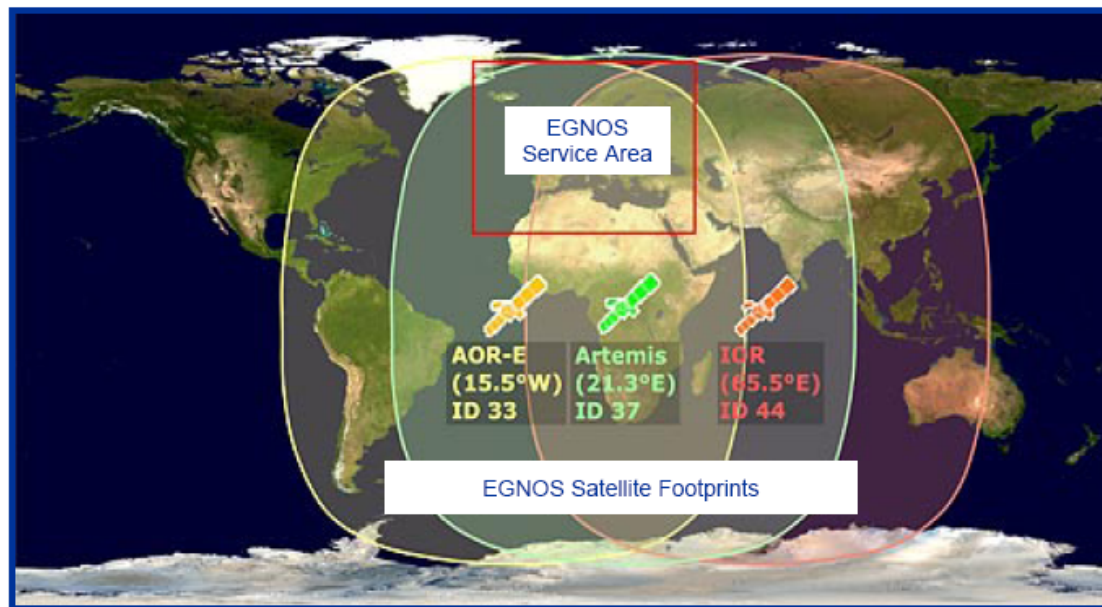 EGNOS
Service Area
AOR-E
(15.5°W)
ID 33
Artemis
(21.3°E)
ID 37
IOR
(65.5°E)
ID 44
EGNOS Satellite Footprints